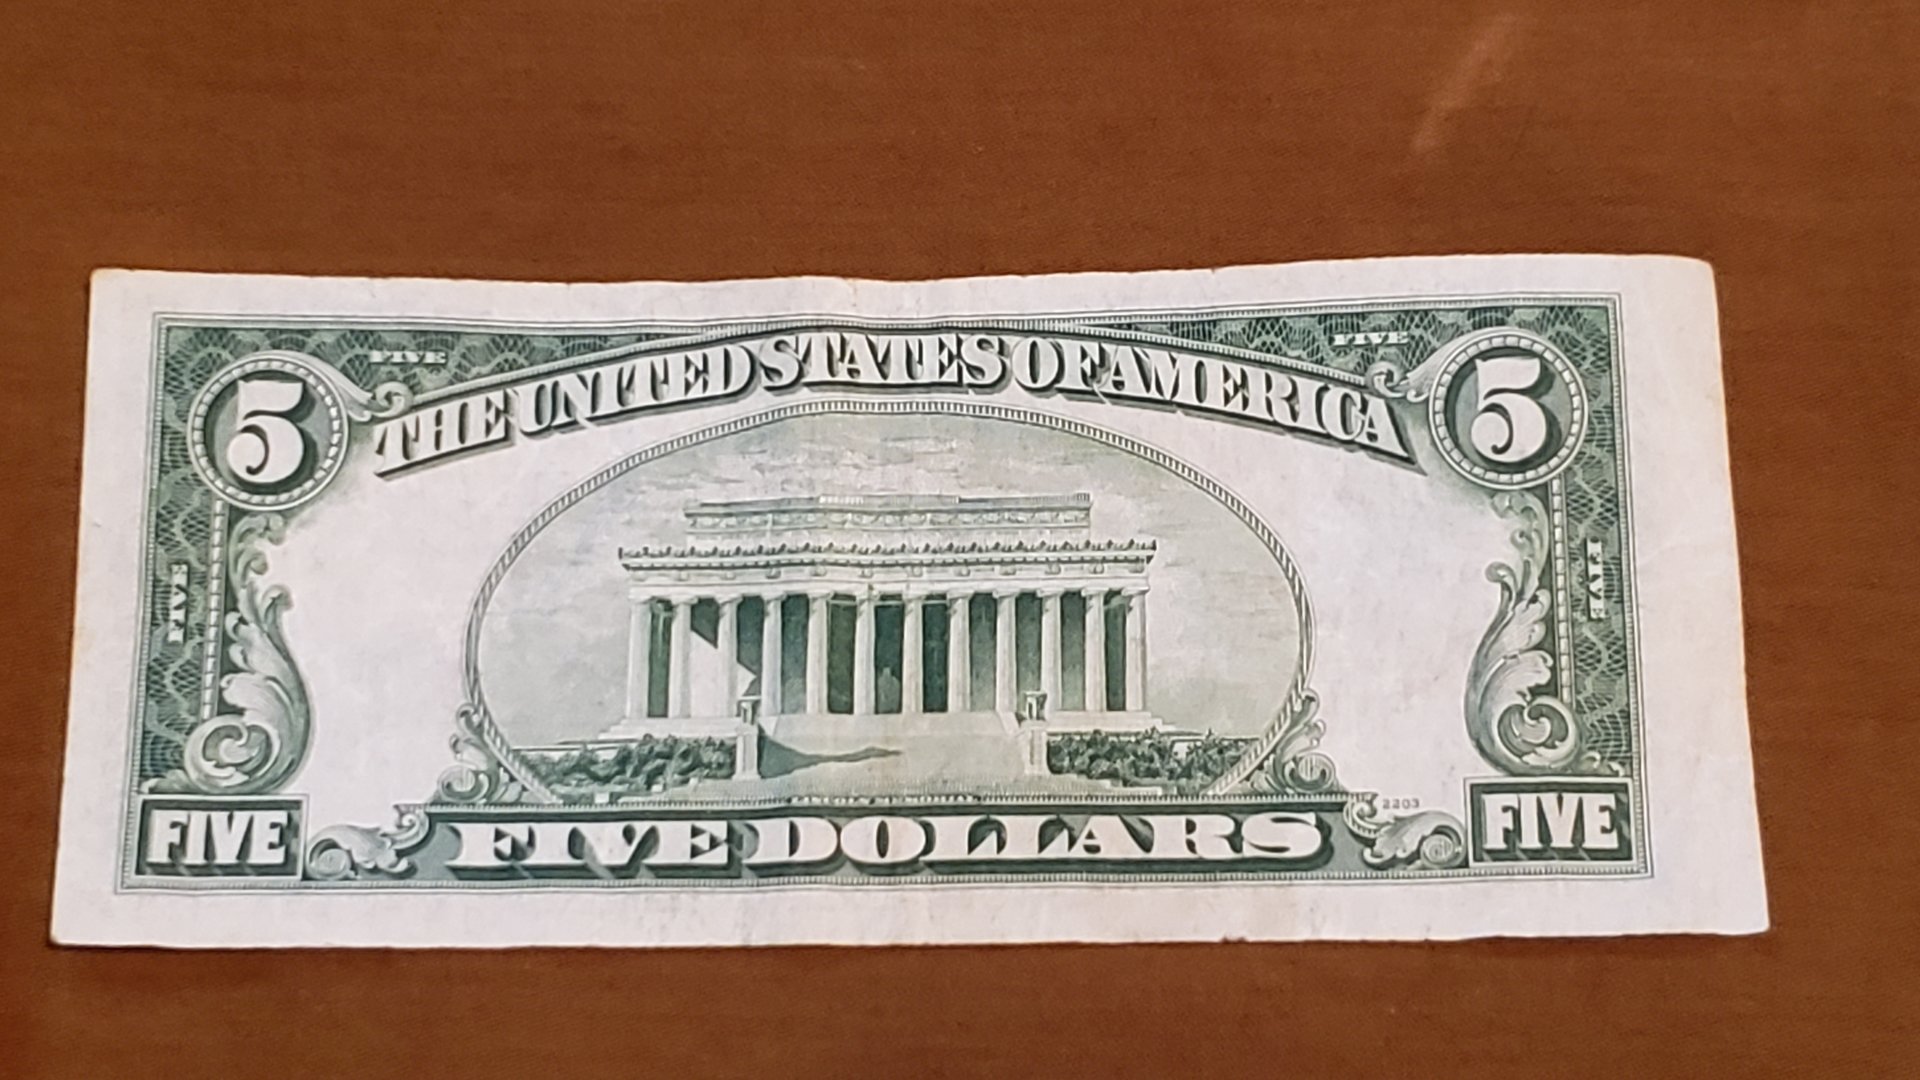 FIVE FIVE
5 THE UNITED STATES OF AMERICA 5
FIVE FIVE
2203
FIVE FIVE DOLLARS FIVE